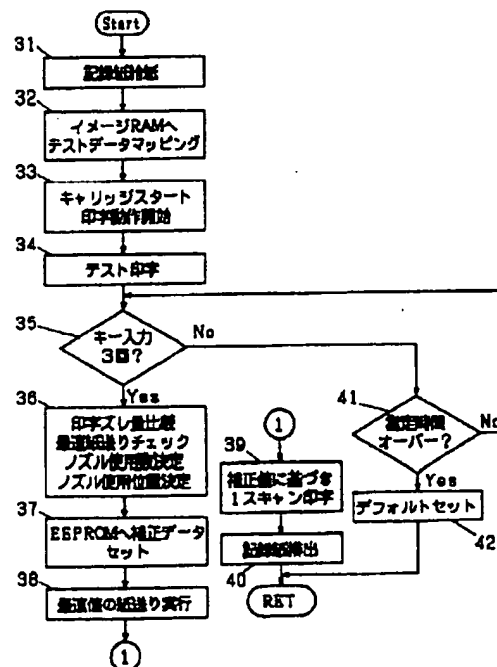 Start
31
記録紙給紙
32
イメージRAMへ
テストデータマッピング
33
キャリッジスタート
印字動作開始
34
テスト印字
35
キー入力
3回?
No
Yes
36
印字ズレ量比較
最適紙送りチェック
ノズル使用数決定
ノズル使用位置決定
37
EEPROMへ補正データ
セット
38
最適値の紙送り実行
1
1
39
補正値に基づき
1スキャン印字
記録紙排出
40
RET
41
設定時間
オーバー?
No
Yes
デフォルトセット
42